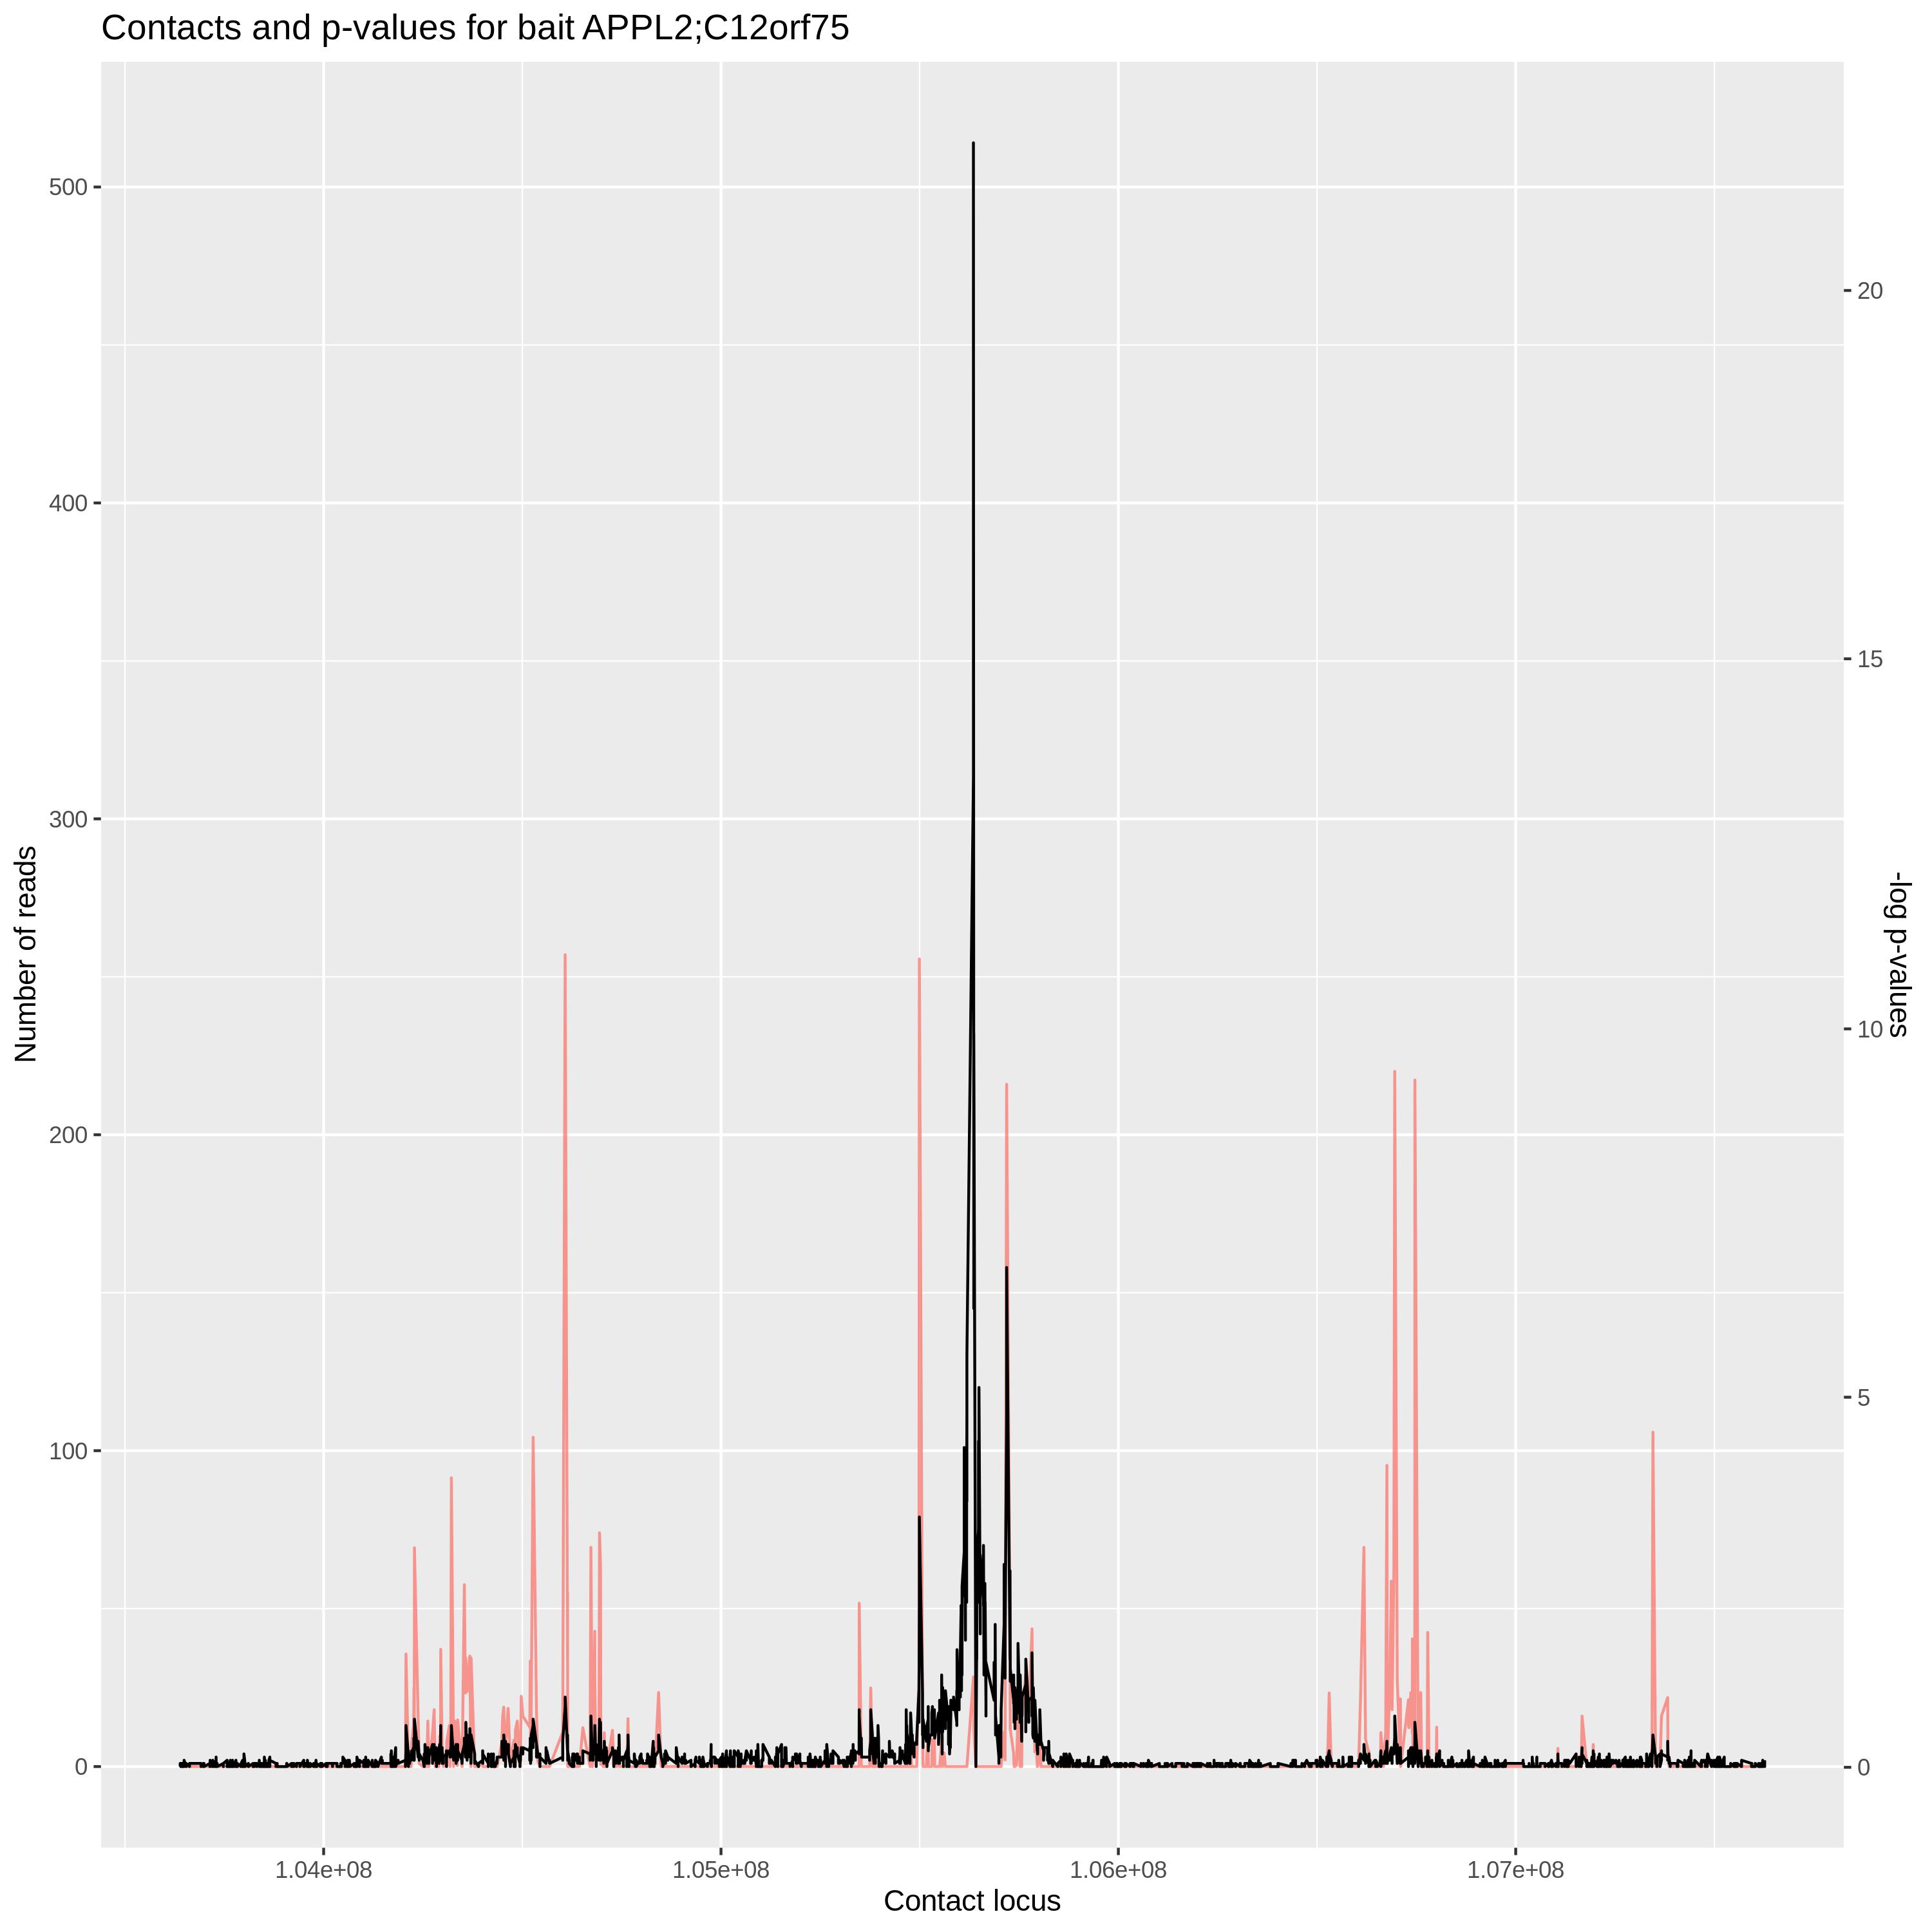 Contacts and p-values for bait APPL2;C12orf75
500
400
300
200
100
0
Number of reads
20
15
10
5
0
-log p-values
1.04e+08
1.05e+08
1.06e+08
1.07e+08
Contact locus